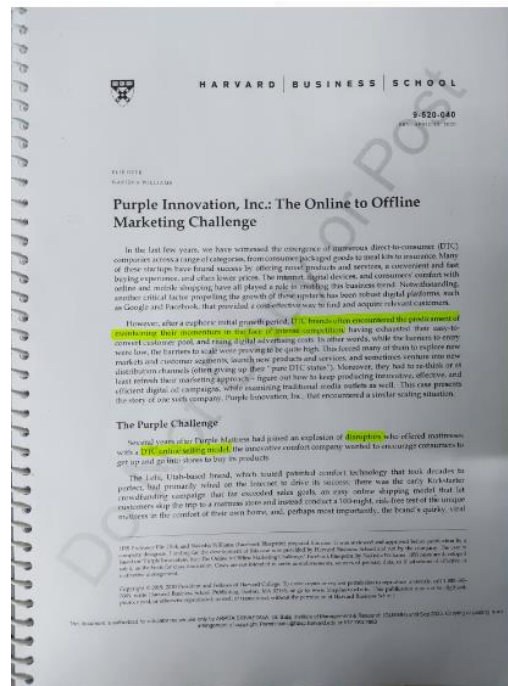 HARVARD | BUSINESS | SCHOOL
9-520-040
Purple Innovation, Inc.: The Online to Offline
Marketing Challenge
In the last few years, we have witnessed the emergence of numerous direct-to-consumer (DTC)
companies across a range of categories, from consumer packaged goods to meal kits to insurance. Many
of these startups have found success by offering novel products and services, a convenient and fast
buying experience, and often lower prices. The internet, digital devices, and consumers' comfort with
online and mobile shopping have all played a role in enabling this business trend. Notwithstanding,
another critical factor propelling the growth of these upstarts has been robust digital platforms, such
as Google and Facebook, that provided a cost-effective way to find and acquire relevant customers.
However, after a euphoric initial growth period, DTC brands often encountered the predicament of
maintaining their momentum in the face of intense competition, having exhausted their easy-to-
convert customer pool, and rising digital advertising costs. In other words, while the barriers to entry
were low, the barriers to scale were proving to be quite high. This forced many of them to explore new
markets and customer segments, launch new products and services, and sometimes venture into new
distribution channels (often giving up their "pure DTC status"). Moreover, they had to re-think or at
least refresh their marketing approach – figure out how to keep producing innovative, effective, and
efficient digital ad campaigns, while examining traditional media outlets as well. This case presents
the story of one such company, Purple Innovation, Inc., that encountered a similar scaling situation.
The Purple Challenge
Several years after Purple Mattress had joined an explosion of disruptors who offered mattresses
with a DTC online selling model, the innovative comfort company wanted to encourage consumers to
get up and go into stores to buy its products.
The Lehi, Utah-based brand, which touted patented comfort technology that took decades to
perfect, had primarily relied on the Internet to drive its success: there was the early Kickstarter
crowdfunding campaign that far exceeded sales goals, an easy online shopping model that let
customers skip the trip to a mattress store and instead conduct a 100-night, risk-free test of the
mattress in the comfort of their own home, and, perhaps most importantly, the brand's quirky, viral